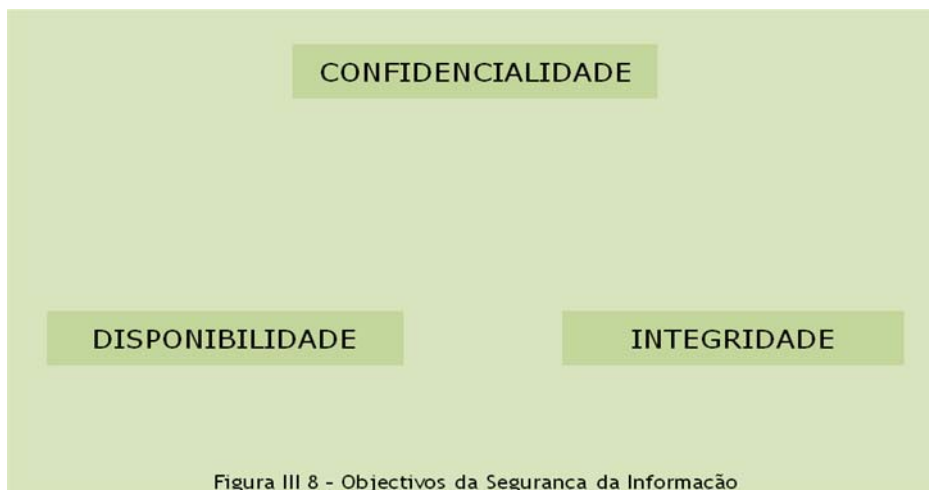 CONFIDENCIALIDADE
DISPONIBILIDADE
INTEGRIDADE
Figura III 8 - Objectivos da Segurança da Informação